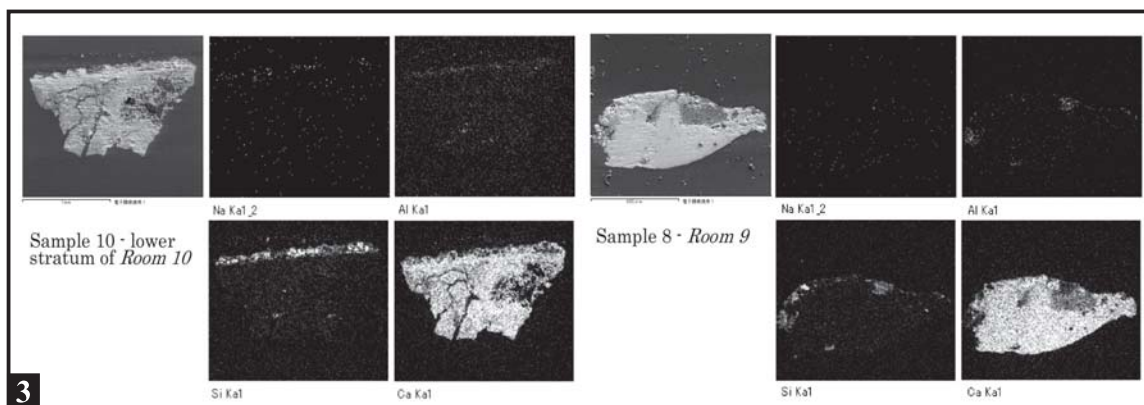 Na Ka1_2
Al Ka1
Sample 10 - lower
stratum of Room 10
Si Ka1
Ca Ka1
Na Ka1_2
Al Ka1
Sample 8 - Room 9
Si Ka1
Ca Ka1
3